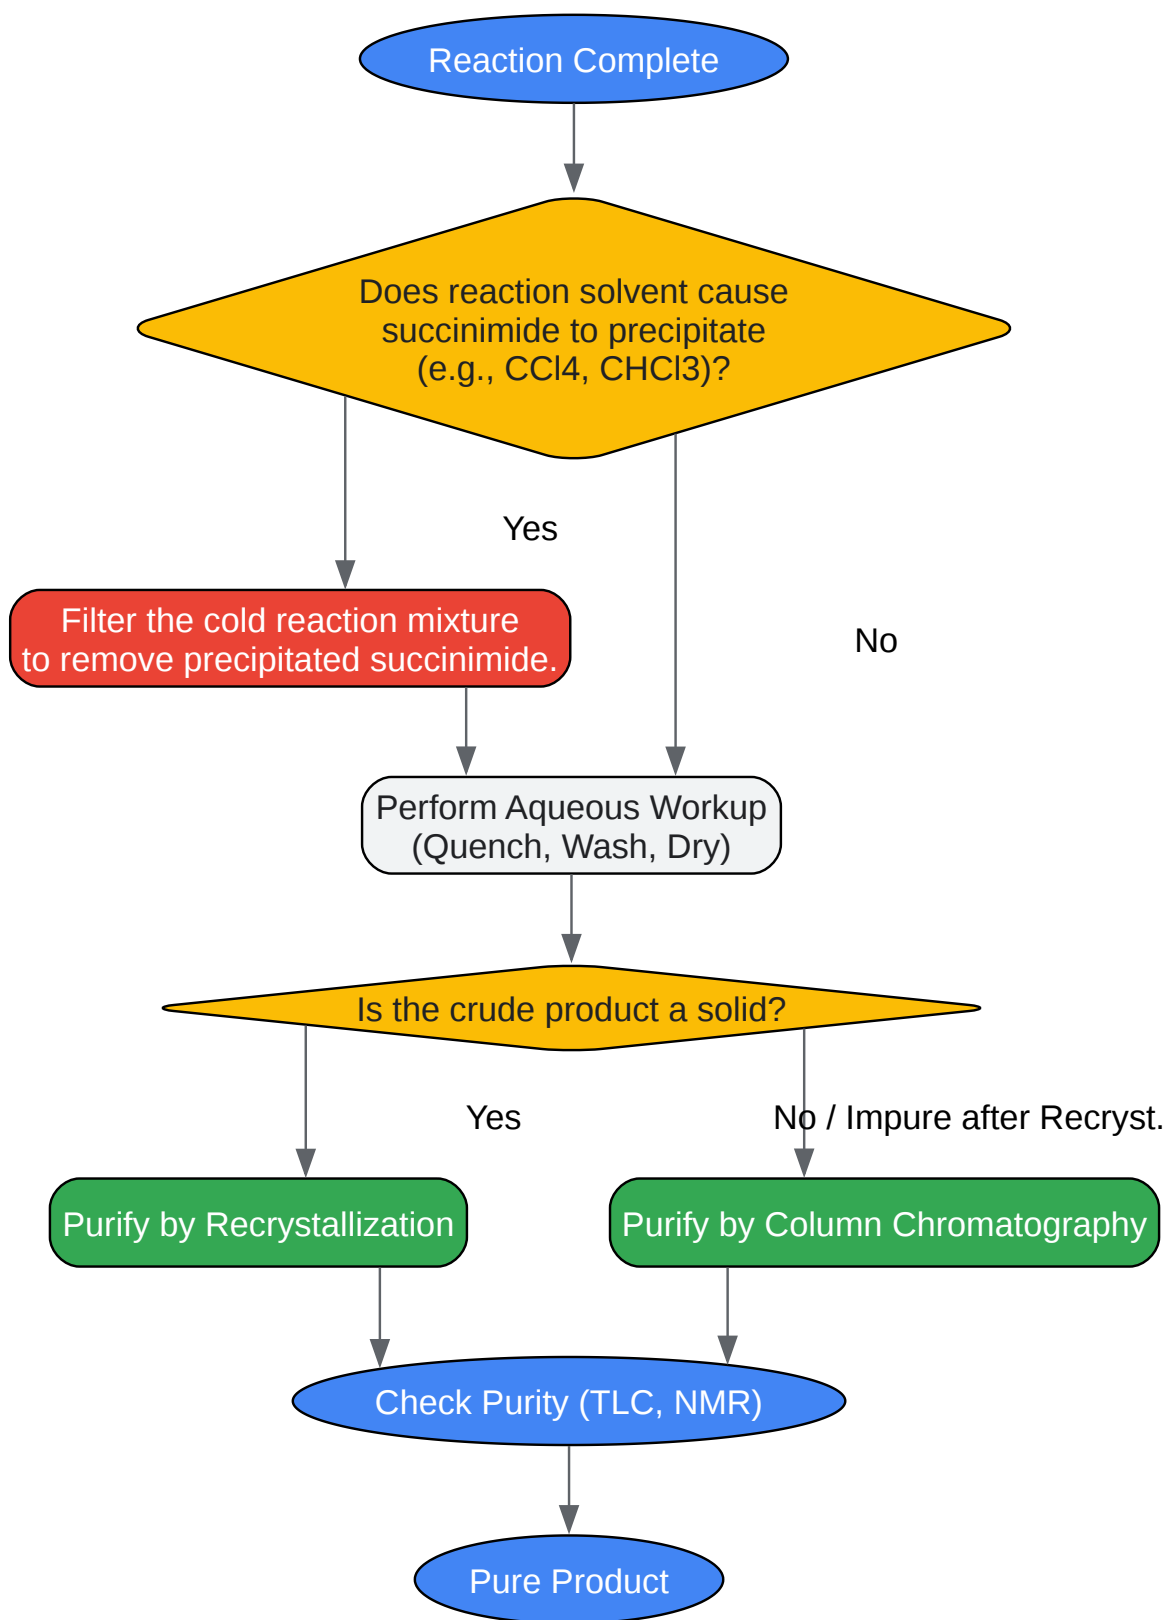 Reaction Complete
Does reaction solvent cause
succinimide to precipitate
(e.g., CCl4, CHCl3)?
Yes
No
Filter the cold reaction mixture
to remove precipitated succinimide.
Perform Aqueous Workup
(Quench, Wash, Dry)
Is the crude product a solid?
Yes
No / Impure after Recryst.
Purify by Recrystallization
Purify by Column Chromatography
Check Purity (TLC, NMR)
Pure Product